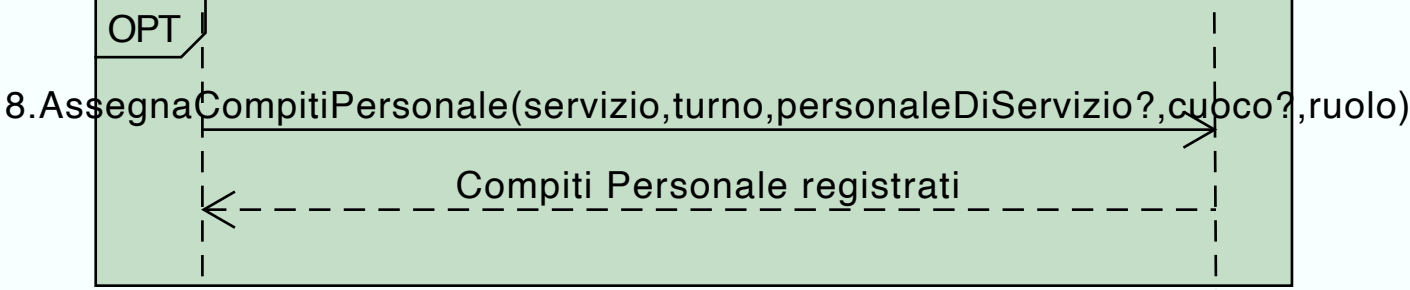 OPT
8.AssegnaCompitiPersonale(servizio,turno,personaleDiServizio?,cuoco?,ruolo)
Compiti Personale registrati